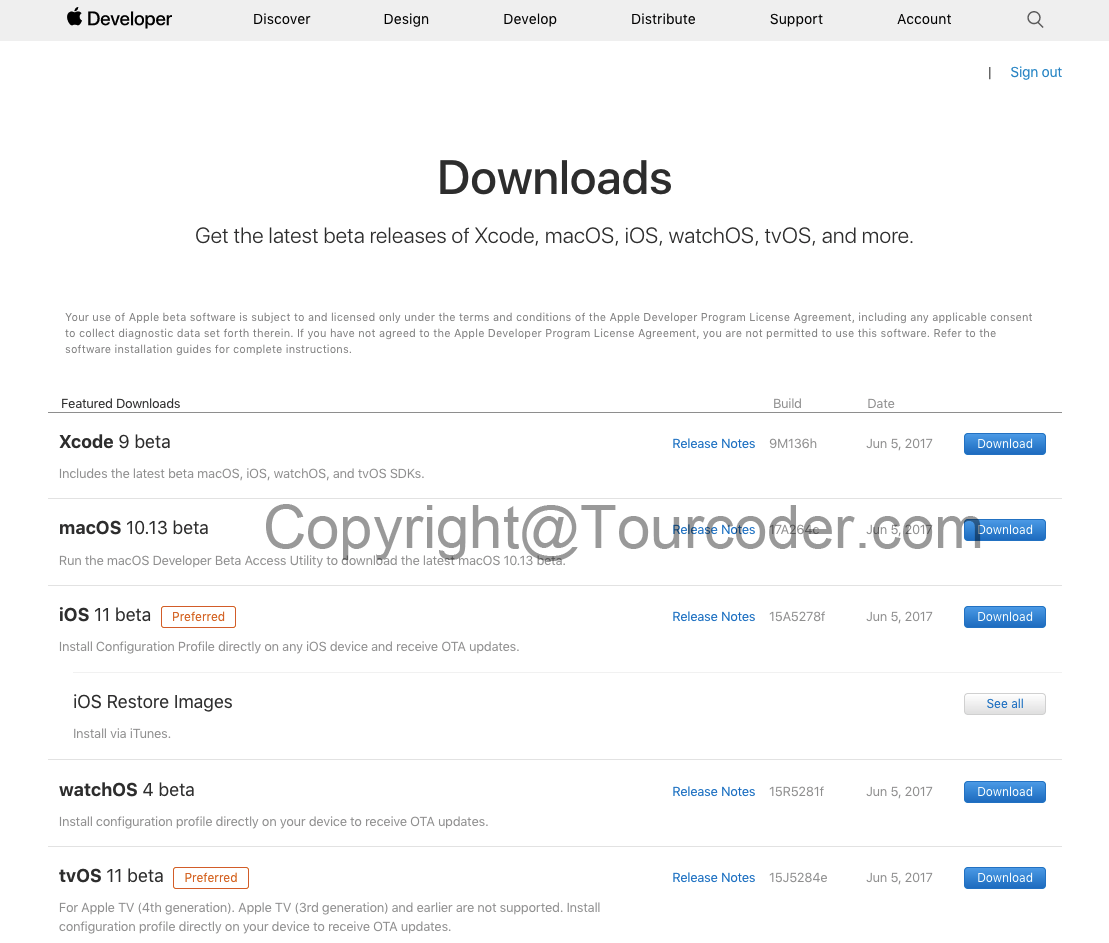 Developer Discover Design Develop Distribute Support Account
| Sign out
Downloads
Get the latest beta releases of Xcode, macOS, iOS, watchOS, tvOS, and more.
Your use of Apple beta software is subject to and licensed only under the terms and conditions of the Apple Developer Program License Agreement, including any applicable consent
to collect diagnostic data set forth therein. If you have not agreed to the Apple Developer Program License Agreement, you are not permitted to use this software. Refer to the
software installation guides for complete instructions.
Featured Downloads Build Date
Xcode 9 beta Release Notes 9M136h Jun 5, 2017 Download
Includes the latest beta macOS, iOS, watchOS, and tvOS SDKs.
macOS 10.13 beta Release Notes 17A264c Jun 5, 2017 Download
Copyright@Tourcoder.com
Run the macOS Developer Beta Access Utility to download the latest macOS 10.13 beta.
iOS 11 beta Preferred Release Notes 15A5278f Jun 5, 2017 Download
Install Configuration Profile directly on any iOS device and receive OTA updates.
iOS Restore Images See all
Install via iTunes.
watchOS 4 beta Release Notes 15R5281f Jun 5, 2017 Download
Install configuration profile directly on your device to receive OTA updates.
tvOS 11 beta Preferred Release Notes 15J5284e Jun 5, 2017 Download
For Apple TV (4th generation). Apple TV (3rd generation) and earlier are not supported. Install
configuration profile directly on your device to receive OTA updates.